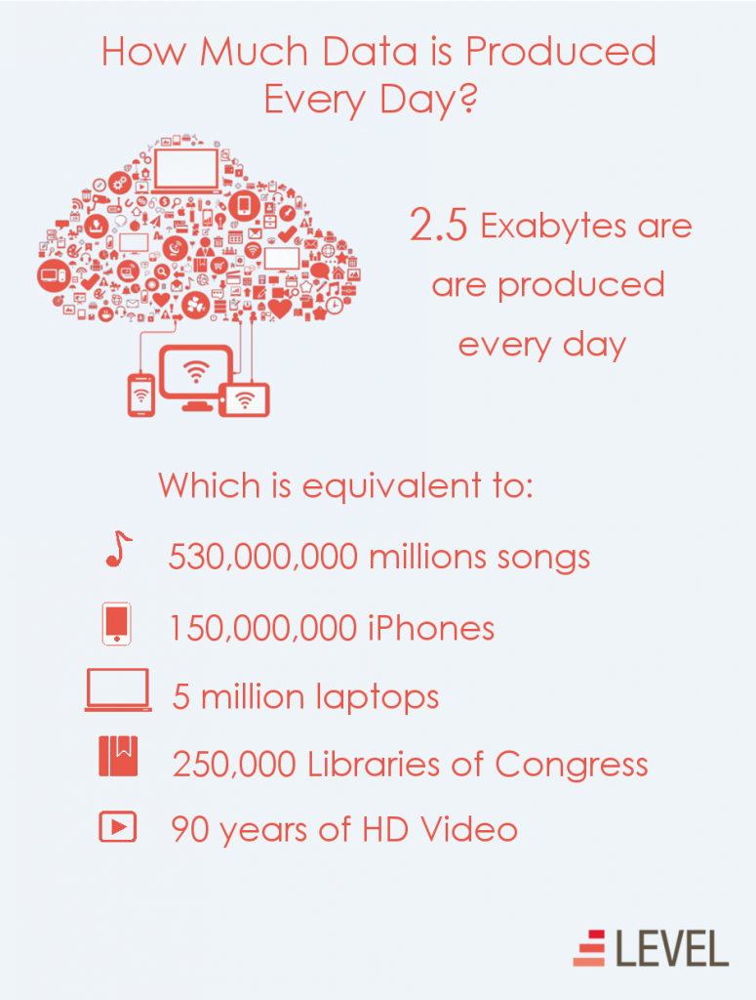 How Much Data is Produced
Every Day?
2.5 Exabytes are
are produced
every day
Which is equivalent to:
530,000,000 millions songs
150,000,000 iPhones
5 million laptops
250,000 Libraries of Congress
90 years of HD Video
LEVEL